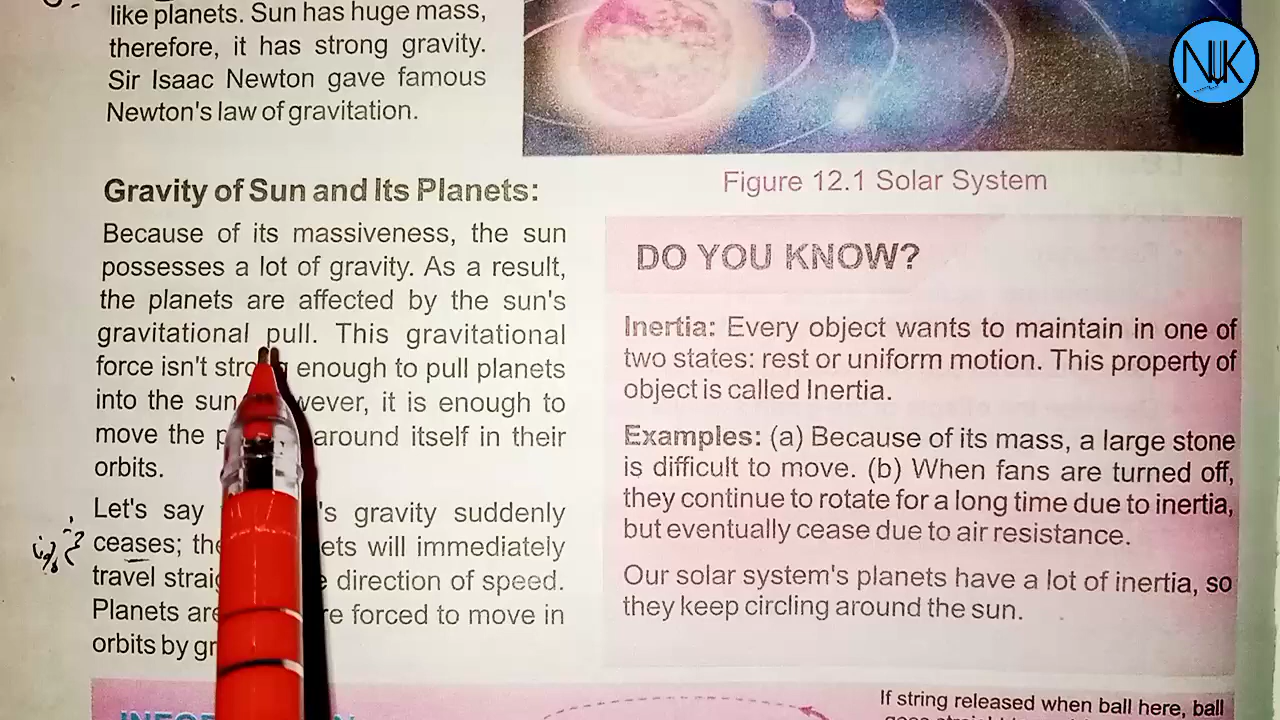 like planets. Sun has huge mass,
therefore, it has strong gravity.
Sir Isaac Newton gave famous
Newton's law of gravitation.
Gravity of Sun and Its Planets:
Because of its massiveness, the sun
possesses a lot of gravity. As a result,
the planets are affected by the sun's
gravitational pull. This gravitational
force isn't enough to pull planets
into the sun it is enough to
move the around itself in their
orbits.
Let's say gravity suddenly
ceases; will immediately
travel direction of speed.
Planets are forced to move in
orbits by
Figure 12.1 Solar System
DO YOU KNOW?
Inertia: Every object wants to maintain in one of
two states: rest or uniform motion. This property of
object is called Inertia.
Examples: (a) Because of its mass, a large stone
is difficult to move. (b) When fans are turned off,
they continue to rotate for a long time due to inertia,
but eventually cease due to air resistance.
Our solar system's planets have a lot of inertia, so
they keep circling around the sun.
If string released when ball here, ball
NUK